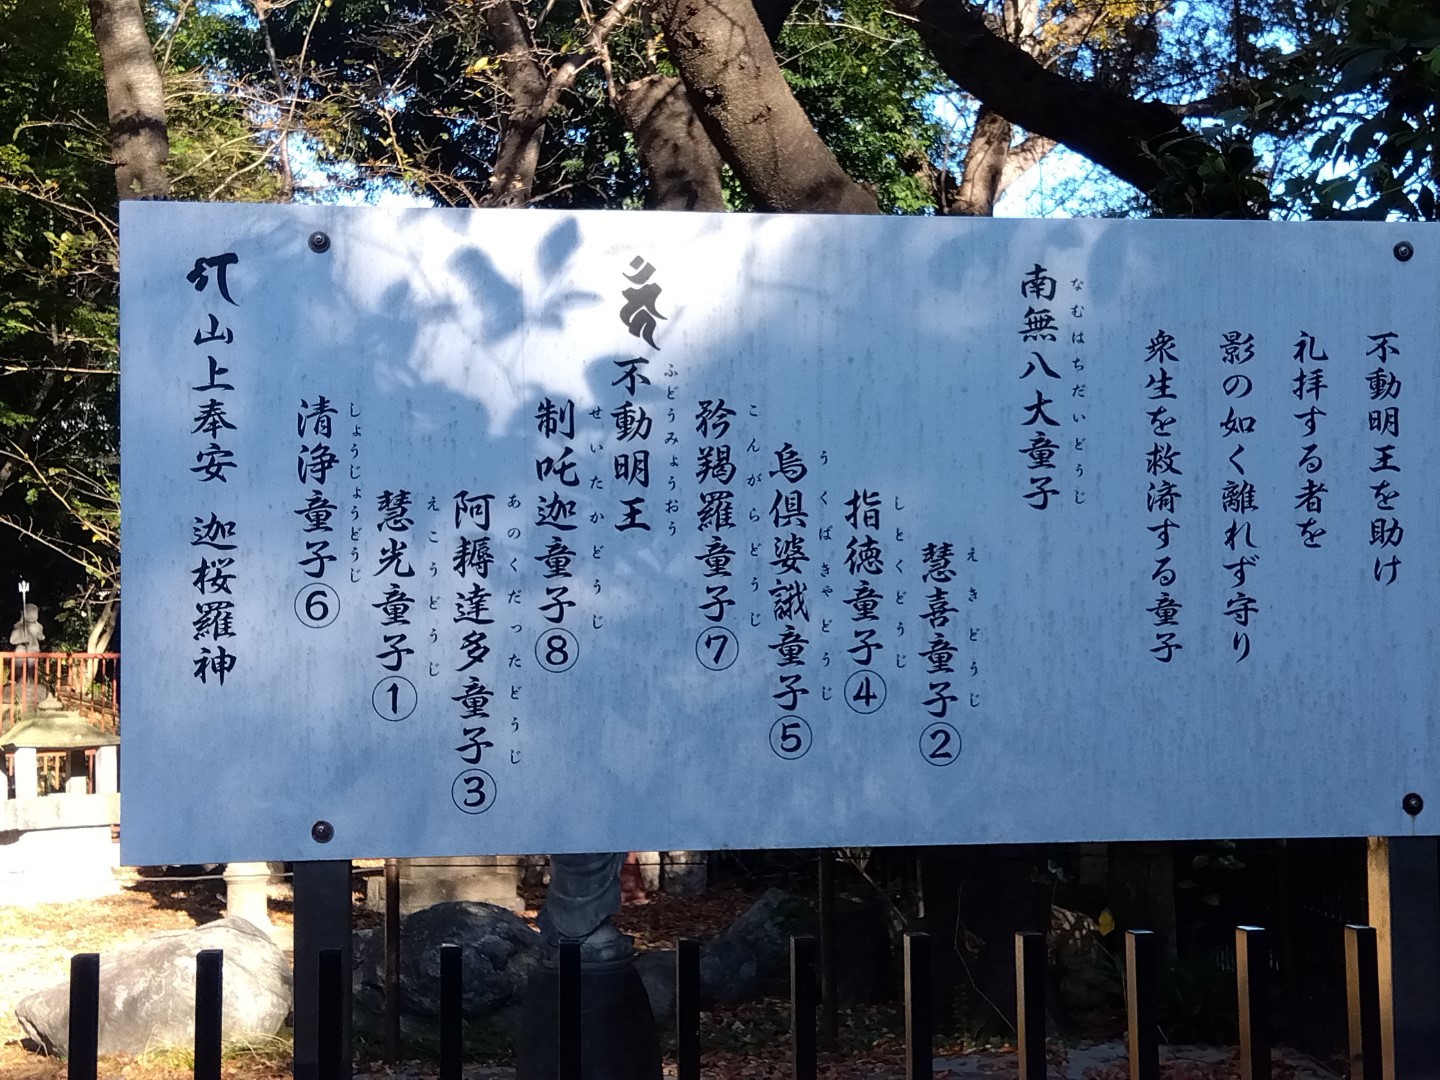 不動明王を助け
礼拝する者を
影の如く離れず守り
衆生を救済する童子
南無八大童子
なむはちだいどうじ
慧喜童子②
えきどうじ
指徳童子④
しとくどうじ
烏倶婆誐童子⑤
うくばきゃどうじ
矜羯羅童子⑦
こんがらどうじ
不動明王
ふどうみょうおう
制吒迦童子⑧
せいたかどうじ
阿耨達多童子③
あのくだったどうじ
慧光童子①
えこうどうじ
清浄童子⑥
しょうじょうどうじ
山上奉安 迦桜羅神